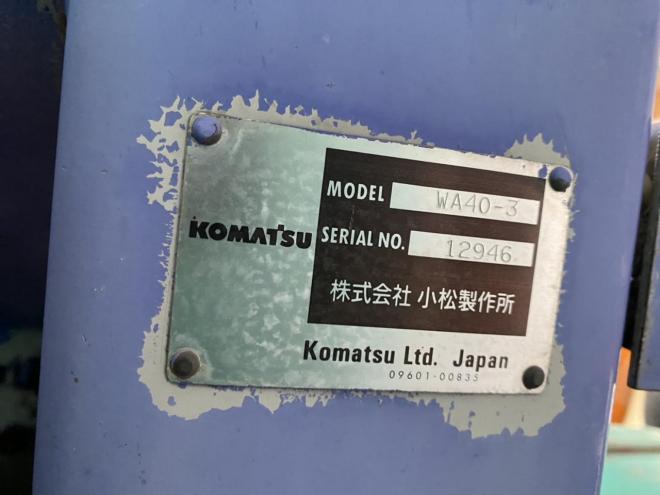 KOMATSU
MODEL WA40-3
SERIAL NO. 12946
株式会社 小松製作所
Komatsu Ltd. Japan
09601-00835